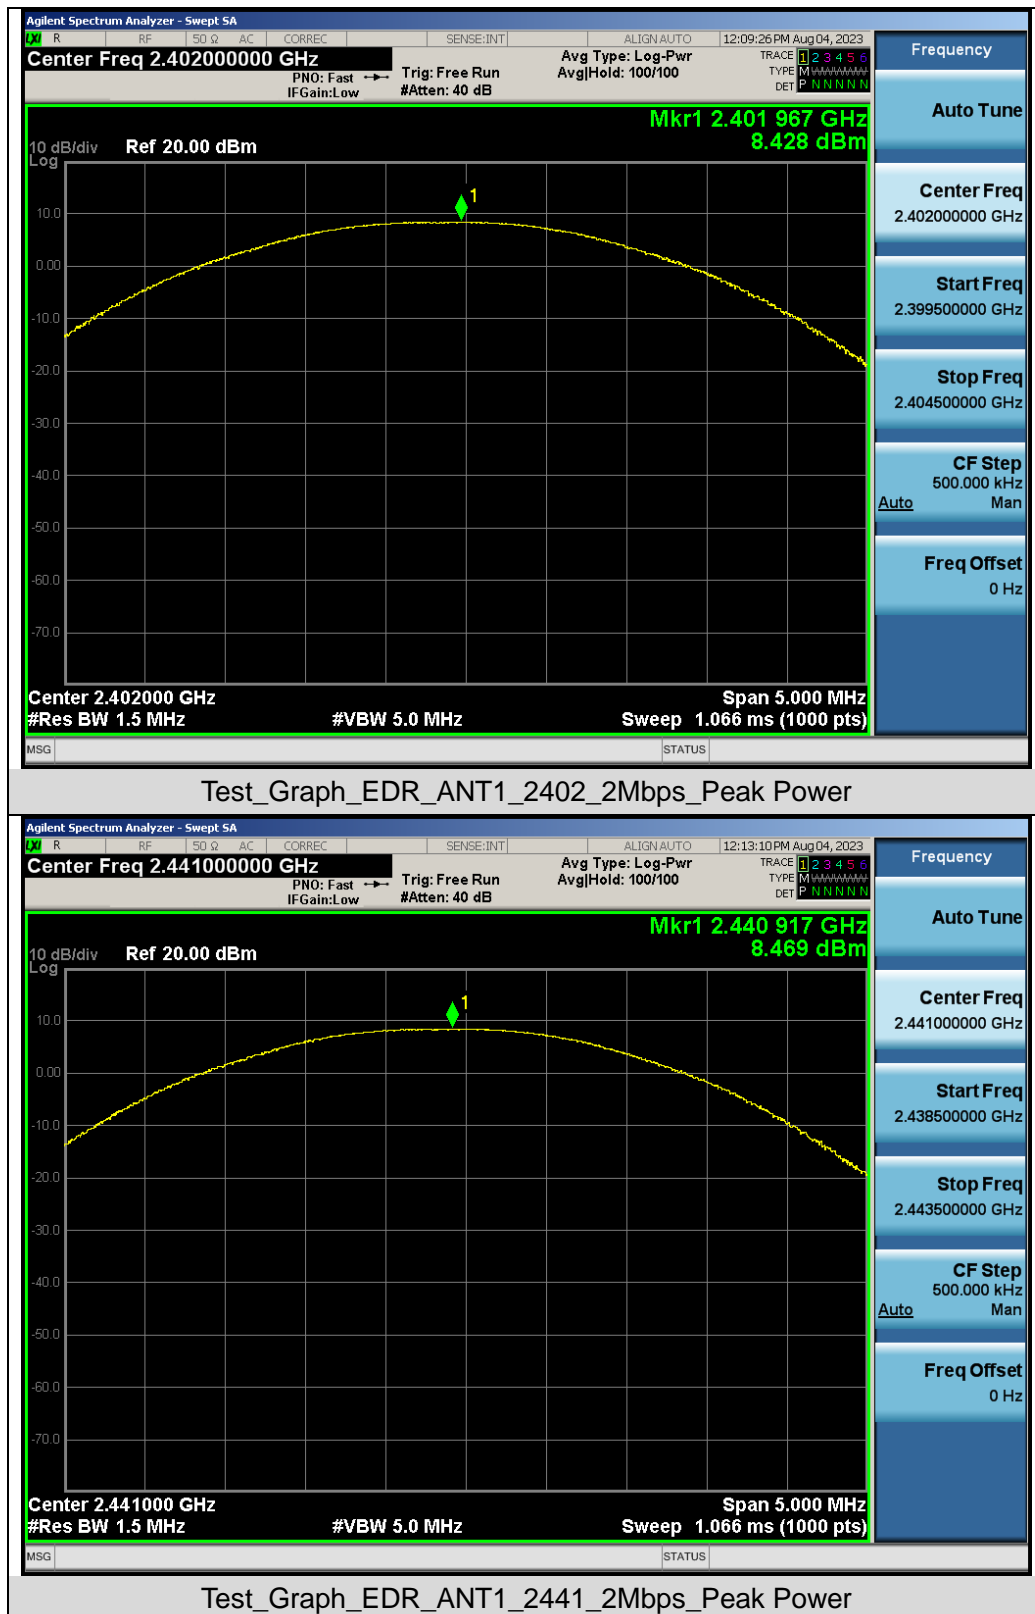 Agilent Spectrum Analyzer - Swept SA
LXI R RF 50 Ω AC CORREC SENSE:INT ALIGN AUTO 12:09:26 PM Aug 04, 2023
Center Freq 2.402000000 GHz
PNO: Fast
IFGain:Low
Trig: Free Run
#Atten: 40 dB
Avg Type: Log-Pwr
Avg|Hold: 100/100
TRACE 1 2 3 4 5 6
TYPE M WWWWW
DET P N N N N N
Frequency
Mkr1 2.401 967 GHz
8.428 dBm
10 dB/div Ref 20.00 dBm
Log
1
10.0
0.00
-10.0
-20.0
-30.0
-40.0
-50.0
-60.0
-70.0
Auto Tune
Center Freq
2.402000000 GHz
Start Freq
2.399500000 GHz
Stop Freq
2.404500000 GHz
CF Step
500.000 kHz
Auto Man
Freq Offset
0 Hz
Center 2.402000 GHz Span 5.000 MHz
#Res BW 1.5 MHz #VBW 5.0 MHz Sweep 1.066 ms (1000 pts)
MSG STATUS
Test_Graph_EDR_ANT1_2402_2Mbps_Peak Power
Agilent Spectrum Analyzer - Swept SA
LXI R RF 50 Ω AC CORREC SENSE:INT ALIGN AUTO 12:13:10 PM Aug 04, 2023
Center Freq 2.441000000 GHz
PNO: Fast
IFGain:Low
Trig: Free Run
#Atten: 40 dB
Avg Type: Log-Pwr
Avg|Hold: 100/100
TRACE 1 2 3 4 5 6
TYPE M WWWWW
DET P N N N N N
Frequency
Mkr1 2.440 917 GHz
8.469 dBm
10 dB/div Ref 20.00 dBm
Log
1
10.0
0.00
-10.0
-20.0
-30.0
-40.0
-50.0
-60.0
-70.0
Auto Tune
Center Freq
2.441000000 GHz
Start Freq
2.438500000 GHz
Stop Freq
2.443500000 GHz
CF Step
500.000 kHz
Auto Man
Freq Offset
0 Hz
Center 2.441000 GHz Span 5.000 MHz
#Res BW 1.5 MHz #VBW 5.0 MHz Sweep 1.066 ms (1000 pts)
MSG STATUS
Test_Graph_EDR_ANT1_2441_2Mbps_Peak Power